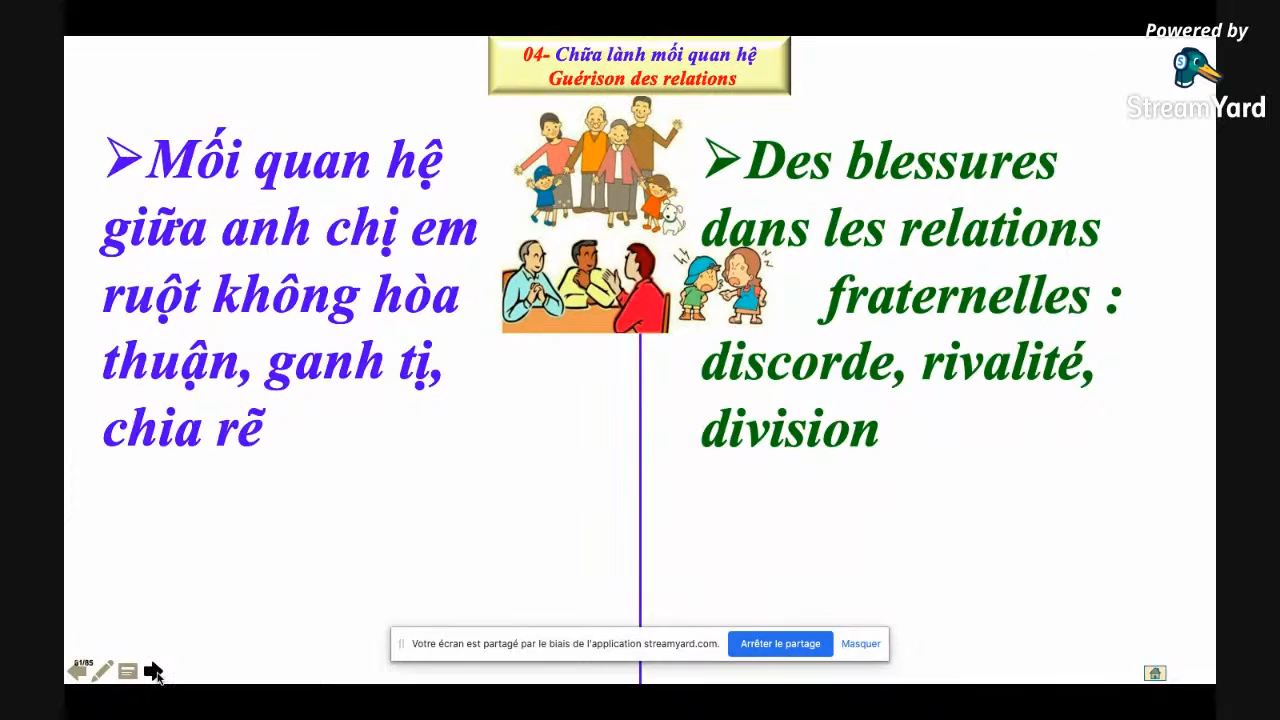 Powered by
StreamYard
04- Chữa lành mối quan hệ
Guérison des relations
➢Mối quan hệ
giữa anh chị em
ruột không hòa
thuận, ganh tị,
chia rẽ
➢Des blessures
dans les relations
fraternelles :
discorde, rivalité,
division
Votre écran est partagé par le biais de l'application streamyard.com.
Arrêter le partage
Masquer